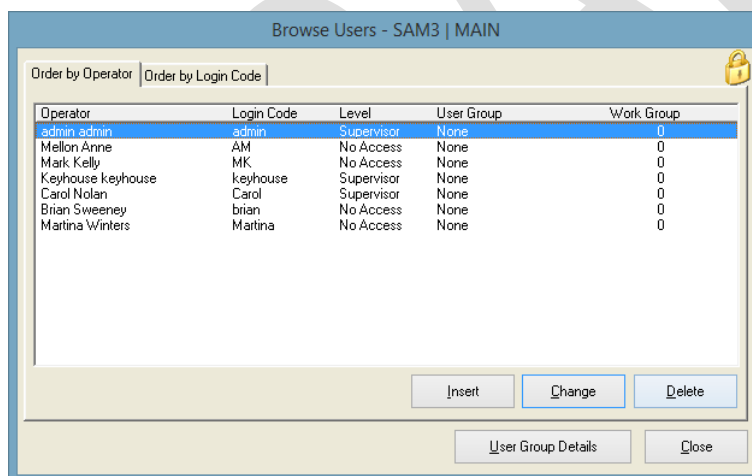 Browse Users - SAM3 | MAIN
Order by Operator Order by Login Code
Operator Login Code Level User Group Work Group
admin admin admin Supervisor None 0
Mellon Anne AM No Access None 0
Mark Kelly MK No Access None 0
Keyhouse keyhouse keyhouse Supervisor None 0
Carol Nolan Carol Supervisor None 0
Brian Sweeney brian No Access None 0
Martina Winters Martina No Access None 0
Insert Change Delete
User Group Details Close